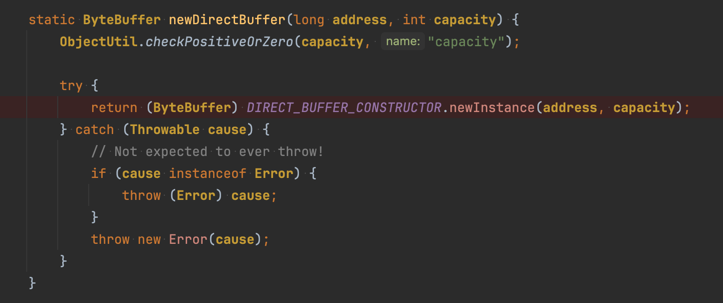 static ByteBuffer newDirectBuffer(long address, int capacity) {
ObjectUtil.checkPositiveOrZero(capacity, name: "capacity");
try {
return (ByteBuffer) DIRECT_BUFFER_CONSTRUCTOR.newInstance(address, capacity);
} catch (Throwable cause) {
// Not expected to ever throw!
if (cause instanceof Error) {
throw (Error) cause;
}
throw new Error(cause);
}
}